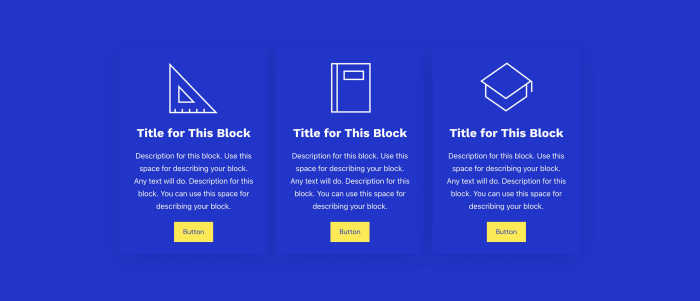 Title for This Block
Description for this block. Use this
space for describing your block.
Any text will do. Description for this
block. You can use this space for
describing your block.
Button
Title for This Block
Description for this block. Use this
space for describing your block.
Any text will do. Description for this
block. You can use this space for
describing your block.
Button
Title for This Block
Description for this block. Use this
space for describing your block.
Any text will do. Description for this
block. You can use this space for
describing your block.
Button